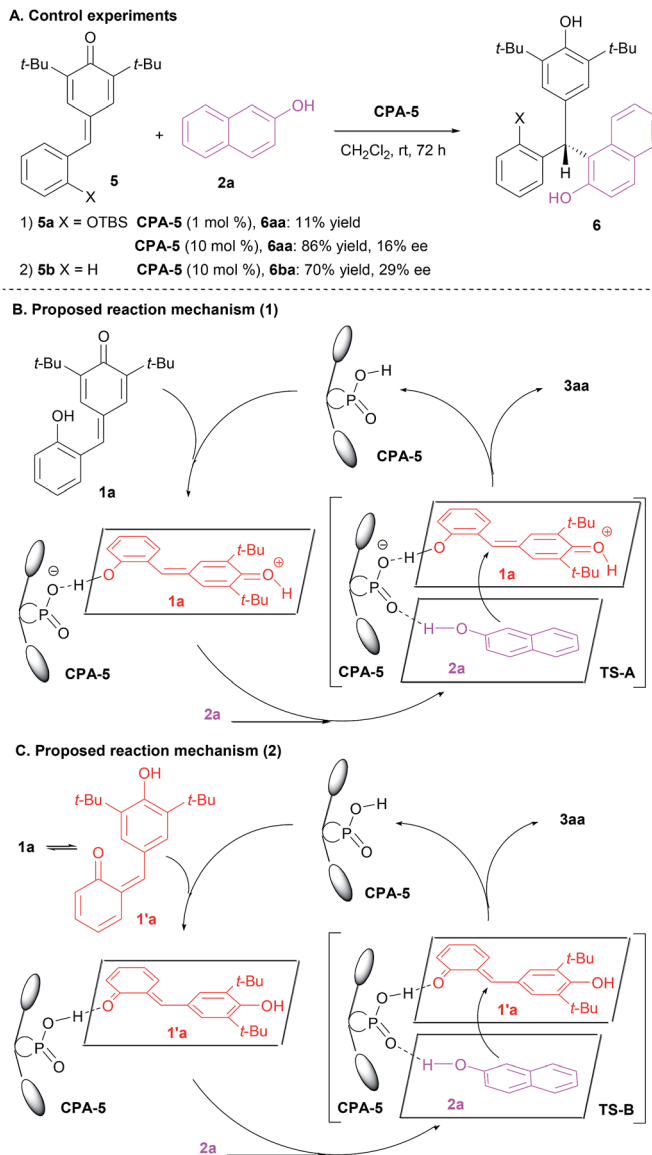 A. Control experiments
O
t-Bu
t-Bu
X
5
+
OH
2a
CPA-5
CH2Cl2, rt, 72 h
OH
t-Bu
t-Bu
X
H
HO
6
1) 5a X = OTBS CPA-5 (1 mol %), 6aa: 11% yield
CPA-5 (10 mol %), 6aa: 86% yield, 16% ee
2) 5b X = H CPA-5 (10 mol %), 6ba: 70% yield, 29% ee
B. Proposed reaction mechanism (1)
O
t-Bu
t-Bu
OH
1a
O-H
P
O
CPA-5
3aa
⊖
O
H
P
O
CPA-5
O
t-Bu
⊕
O
H
t-Bu
1a
⊖
O
H
P
O
CPA-5
O
t-Bu
⊕
O
H
t-Bu
1a
H-O
2a
TS-A
2a
C. Proposed reaction mechanism (2)
OH
t-Bu
t-Bu
1a
O
1'a
O-H
P
O
CPA-5
3aa
O
H
P
O
CPA-5
O
t-Bu
OH
t-Bu
1'a
O
H
P
O
CPA-5
O
t-Bu
OH
t-Bu
1'a
H-O
2a
TS-B
2a